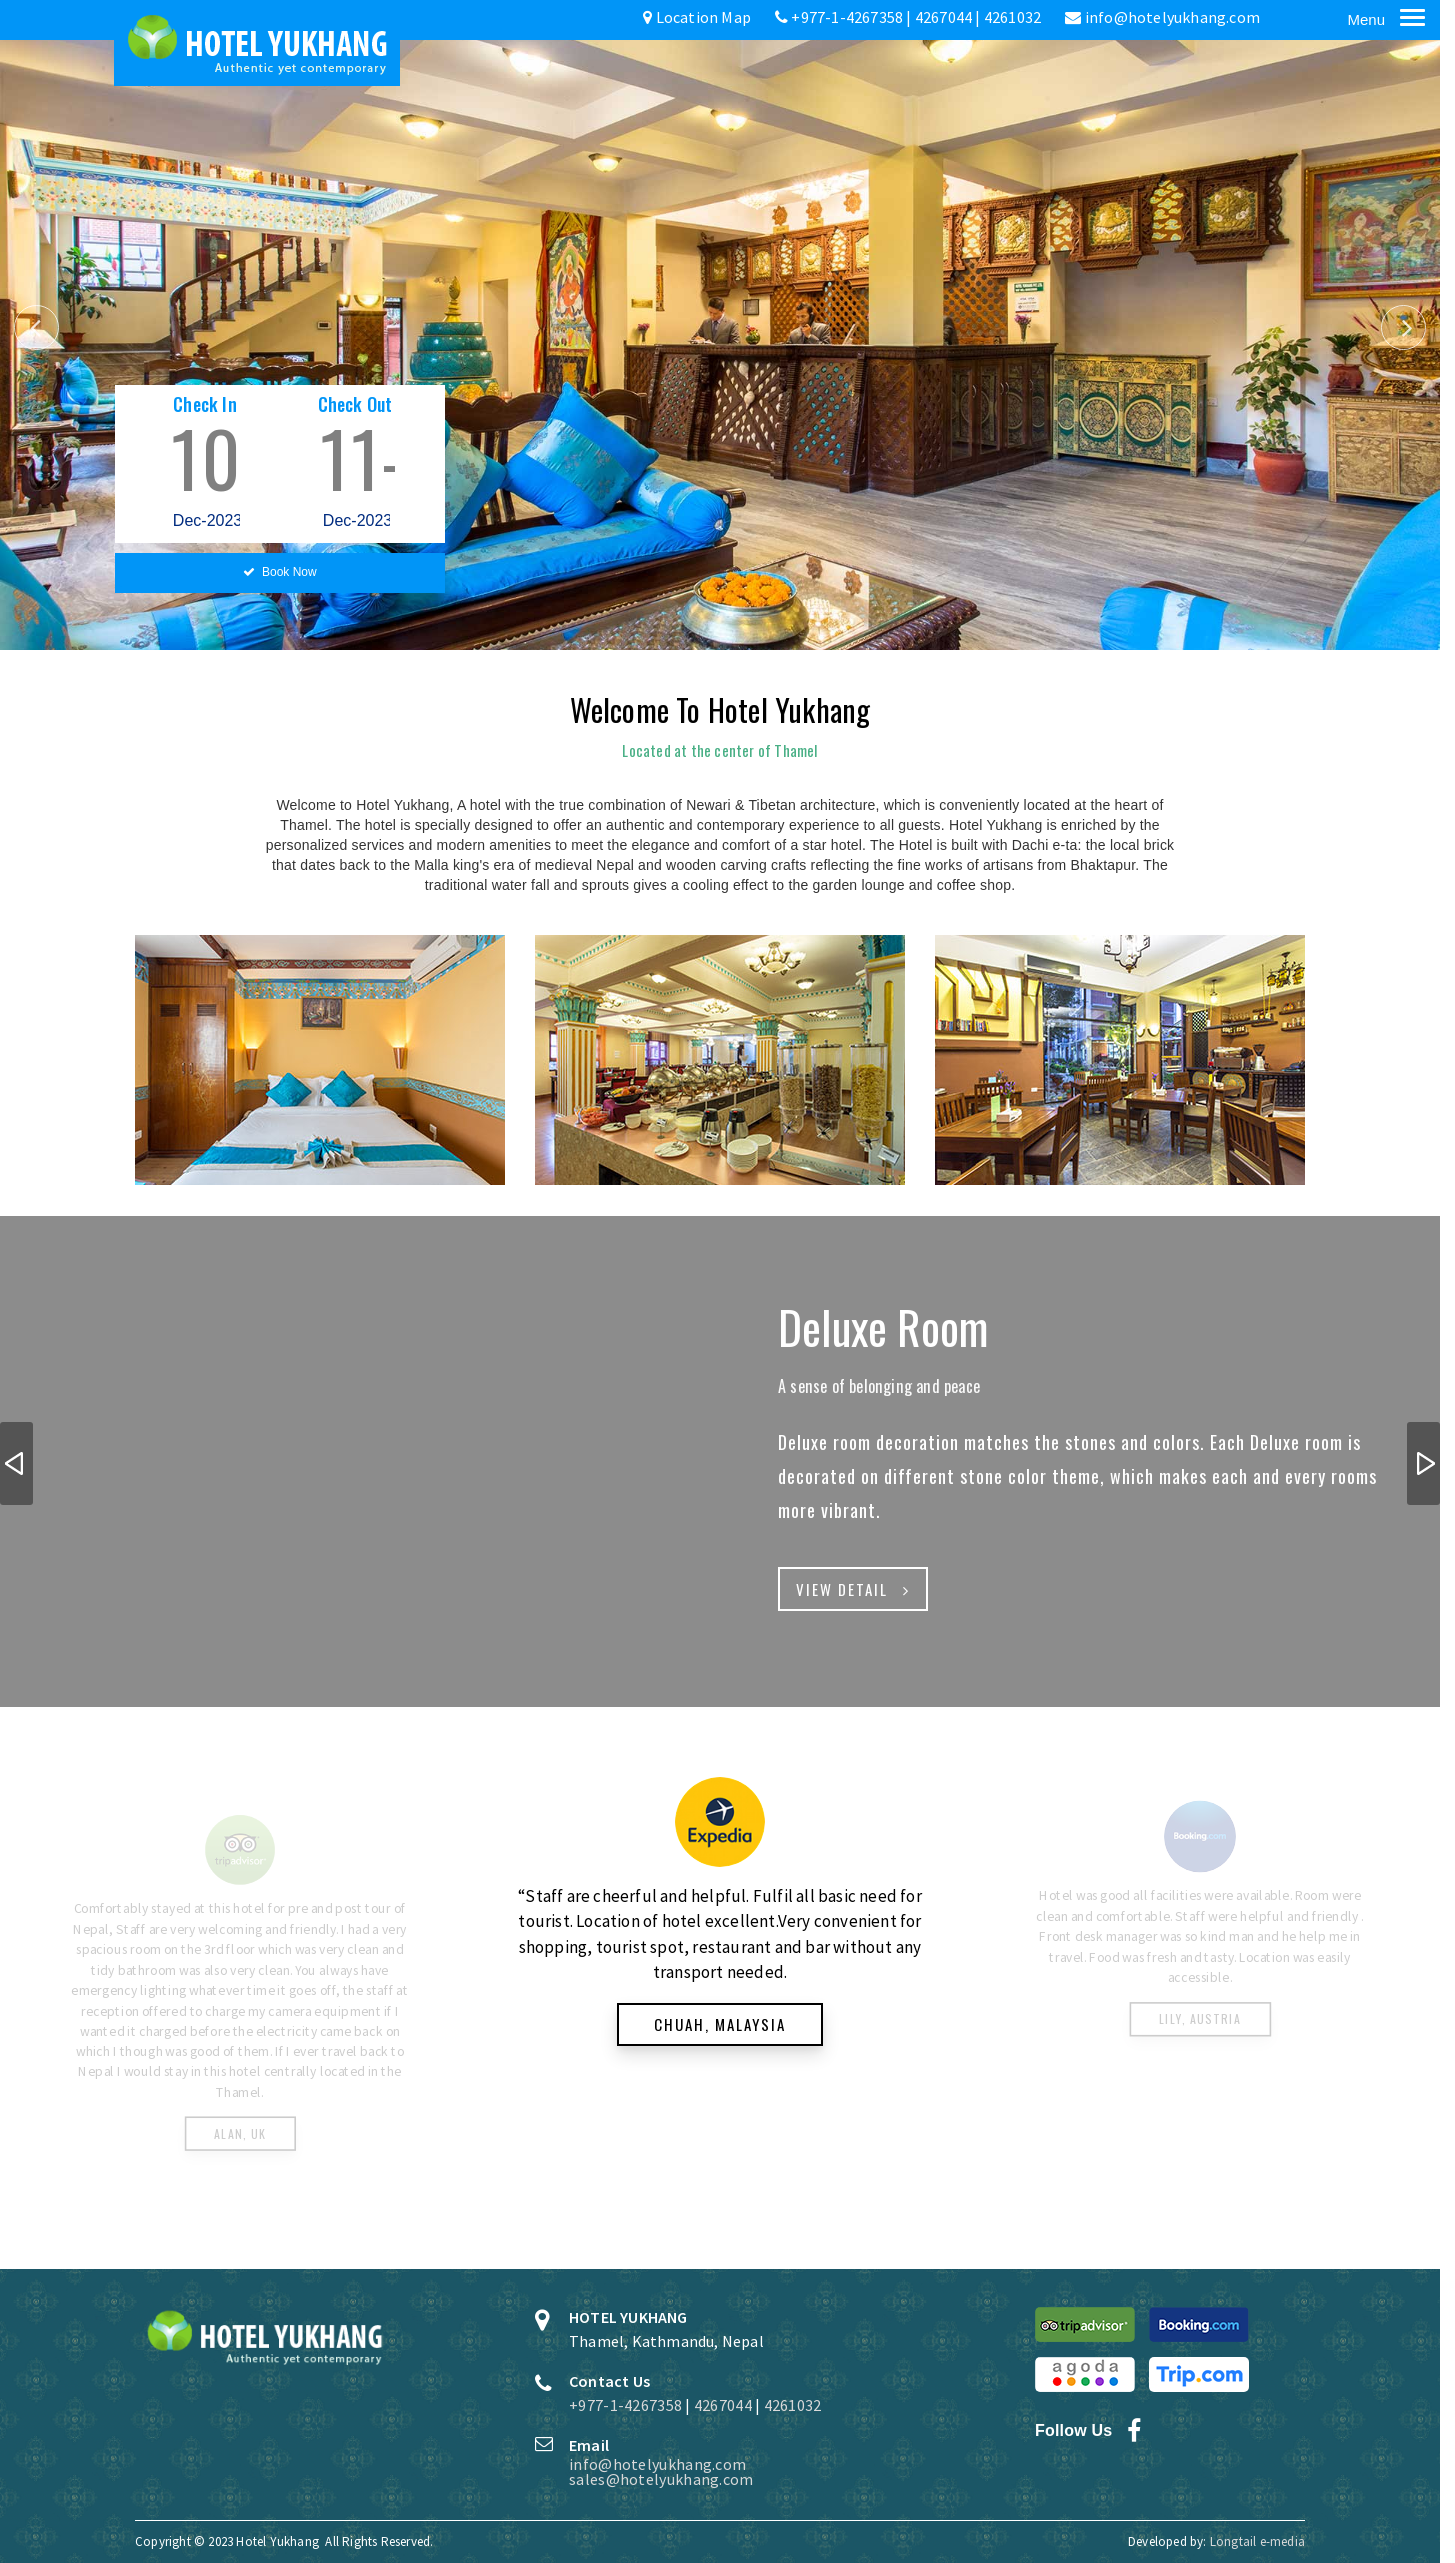 Location Map +977-1-4267358 | 4267044 | 4261032 info@hotelyukhang.com Menu
HOTEL YUKHANG
Authentic yet contemporary
Check In Check Out
10 11-
Dec-2023 Dec-2023
Book Now
Welcome To Hotel Yukhang
Located at the center of Thamel
Welcome to Hotel Yukhang, A hotel with the true combination of Newari & Tibetan architecture, which is conveniently located at the heart of
Thamel. The hotel is specially designed to offer an authentic and contemporary experience to all guests. Hotel Yukhang is enriched by the
personalized services and modern amenities to meet the elegance and comfort of a star hotel. The Hotel is built with Dachi e-ta: the local brick
that dates back to the Malla king's era of medieval Nepal and wooden carving crafts reflecting the fine works of artisans from Bhaktapur. The
traditional water fall and sprouts gives a cooling effect to the garden lounge and coffee shop.
Deluxe Room
A sense of belonging and peace
Deluxe room decoration matches the stones and colors. Each Deluxe room is
decorated on different stone color theme, which makes each and every rooms
more vibrant.
VIEW DETAIL
tripadvisor
Comfortably stayed at this hotel for pre and post tour of
Nepal, Staff are very welcoming and friendly. I had a very
spacious room on the 3rd floor which was very clean and
tidy bathroom was also very clean. You always have
emergency lighting whatever time it goes off, the staff at
reception offered to charge my camera equipment if I
wanted it charged before the electricity came back on
which I though was good of them. If I ever travel back to
Nepal I would stay in this hotel centrally located in the
Thamel.
ALAN, UK
Expedia
“Staff are cheerful and helpful. Fulfil all basic need for
tourist. Location of hotel excellent.Very convenient for
shopping, tourist spot, restaurant and bar without any
transport needed.
CHUAH, MALAYSIA
Booking.com
Hotel was good all facilities were available. Room were
clean and comfortable. Staff were helpful and friendly .
Front desk manager was so kind man and he help me in
travel. Food was fresh and tasty. Location was easily
accessible.
LILY, AUSTRIA
HOTEL YUKHANG
Authentic yet contemporary
HOTEL YUKHANG
Thamel, Kathmandu, Nepal
Contact Us
+977-1-4267358 | 4267044 | 4261032
Email
info@hotelyukhang.com
sales@hotelyukhang.com
tripadvisor Booking.com
agoda Trip.com
Follow Us
Copyright © 2023 Hotel Yukhang All Rights Reserved.
Developed by: Longtail e-media